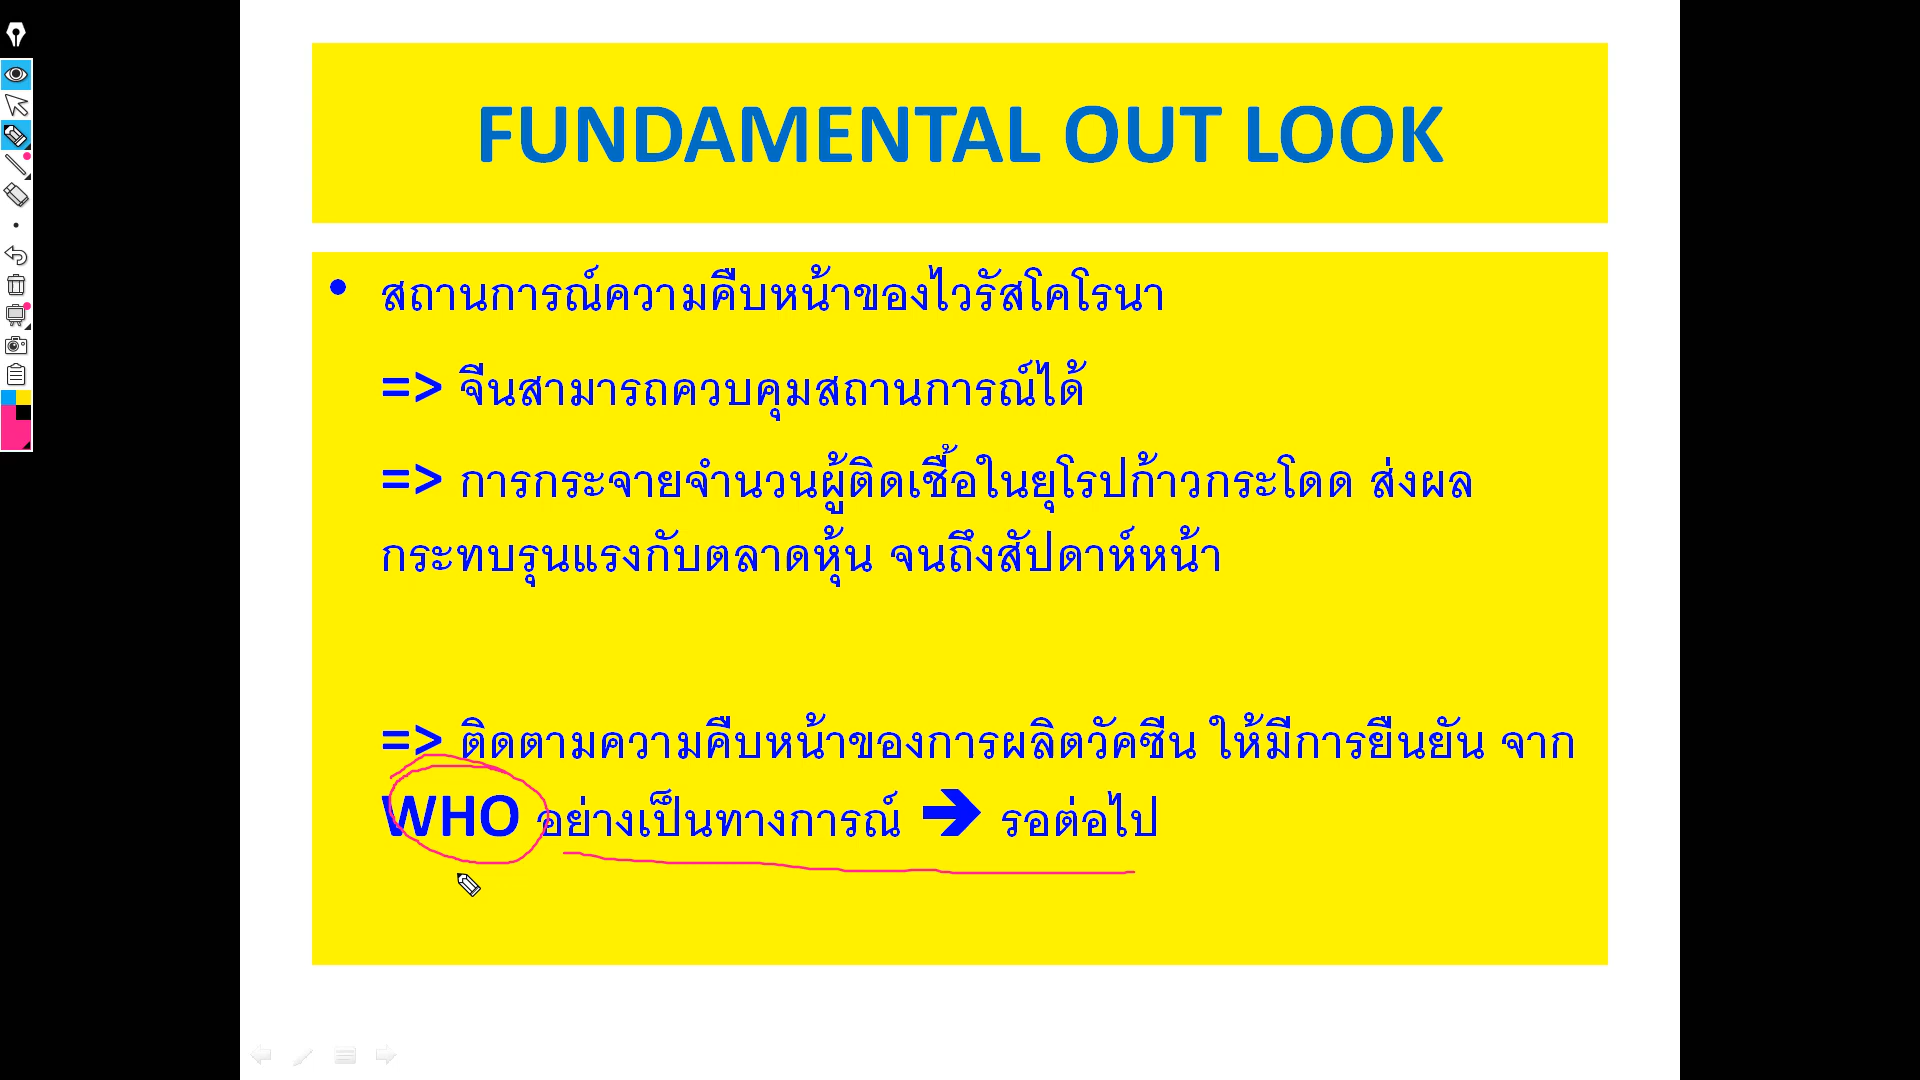 FUNDAMENTAL OUT LOOK
• สถานการณ์ความคืบหน้าของไวรัสโคโรนา
=> จีนสามารถควบคุมสถานการณ์ได้
=> การกระจายจำนวนผู้ติดเชื้อในยุโรปก้าวกระโดด ส่งผล
กระทบรุนแรงกับตลาดหุ้น จนถึงสัปดาห์หน้า
=> ติดตามความคืบหน้าของการผลิตวัคซีน ให้มีการยืนยัน จาก
WHO อย่างเป็นทางการณ์ ➔ รอต่อไป